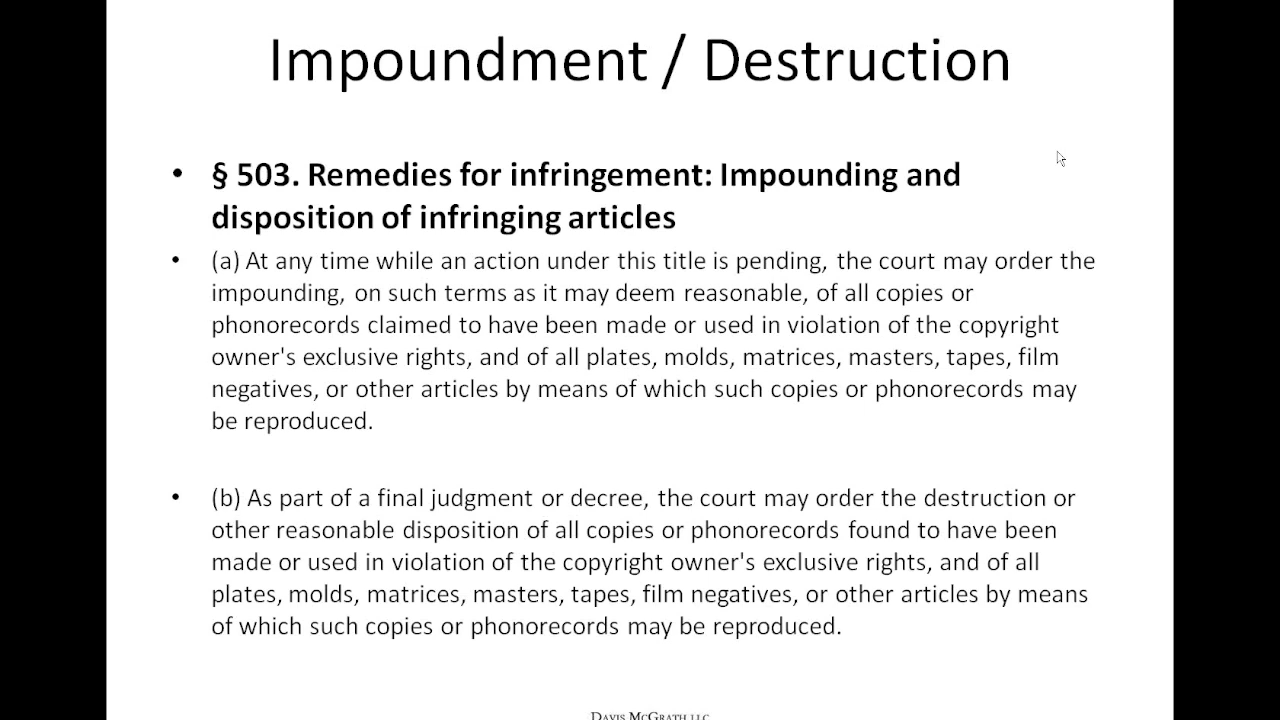 Impoundment / Destruction
• § 503. Remedies for infringement: Impounding and
disposition of infringing articles
• (a) At any time while an action under this title is pending, the court may order the
impounding, on such terms as it may deem reasonable, of all copies or
phonorecords claimed to have been made or used in violation of the copyright
owner's exclusive rights, and of all plates, molds, matrices, masters, tapes, film
negatives, or other articles by means of which such copies or phonorecords may
be reproduced.
• (b) As part of a final judgment or decree, the court may order the destruction or
other reasonable disposition of all copies or phonorecords found to have been
made or used in violation of the copyright owner's exclusive rights, and of all
plates, molds, matrices, masters, tapes, film negatives, or other articles by means
of which such copies or phonorecords may be reproduced.
DAVIS MCGRATH LLC